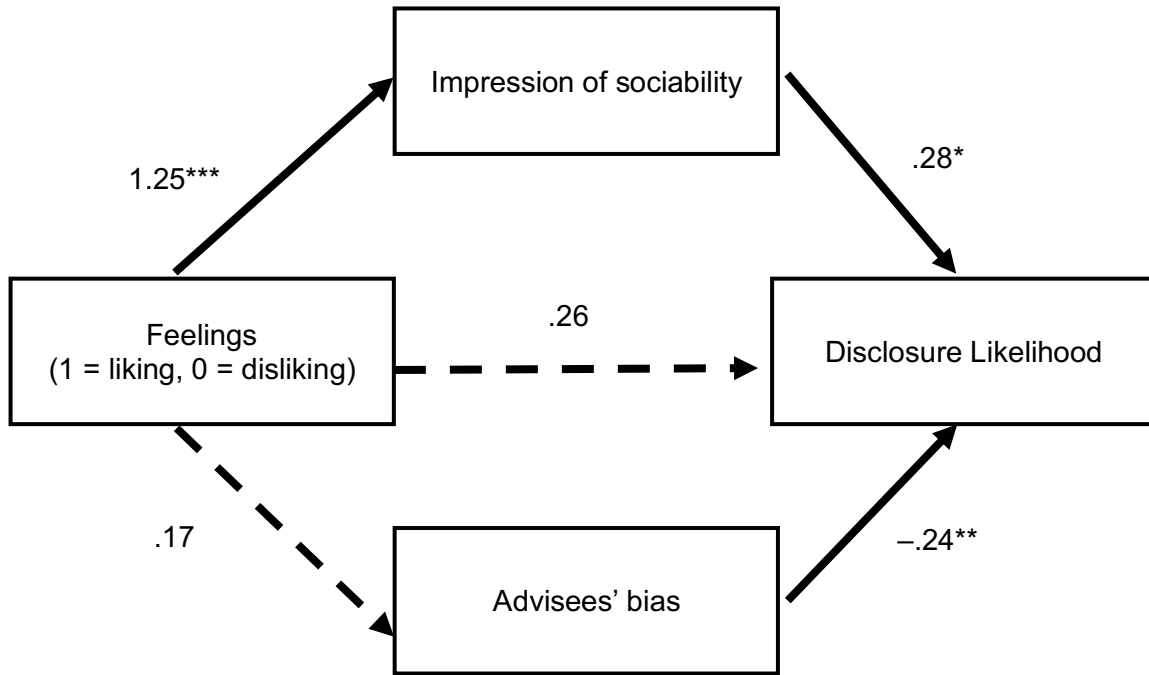 Impression of sociability
1.25***
.28*
Feelings
(1 = liking, 0 = disliking)
.26
Disclosure Likelihood
.17
–.24**
Advisees’ bias